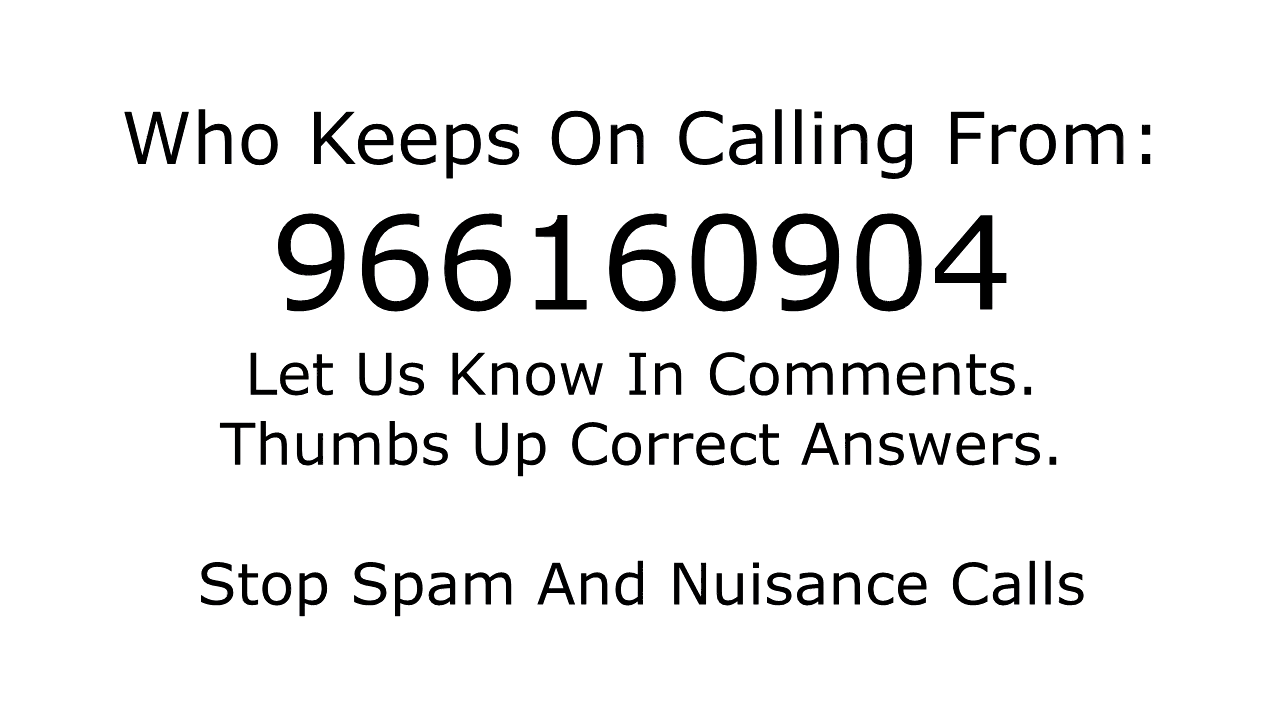 Who Keeps On Calling From:
966160904
Let Us Know In Comments.
Thumbs Up Correct Answers.
Stop Spam And Nuisance Calls